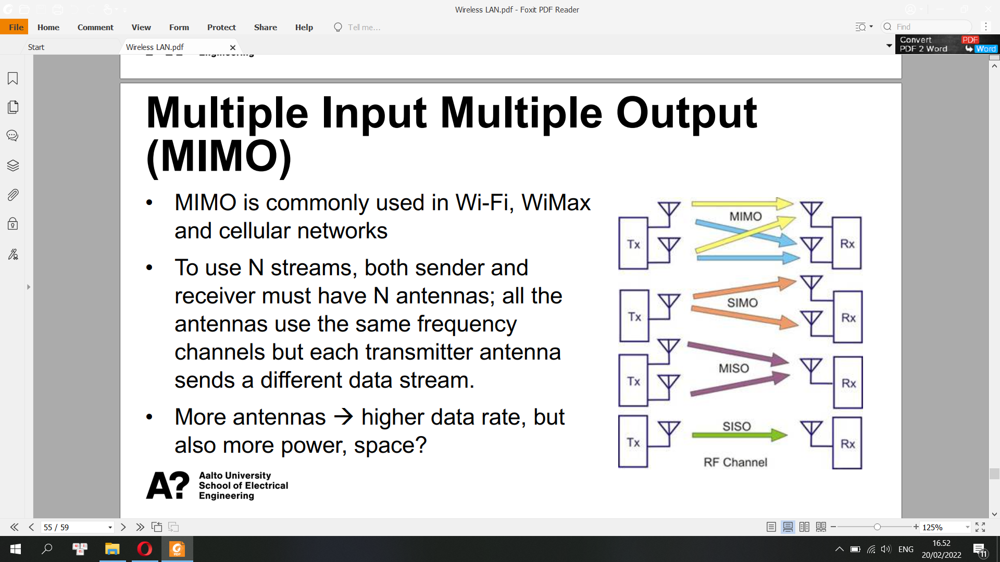 Wireless LAN.pdf - Foxit PDF Reader
File Home Comment View Form Protect Share Help Tell me... Find
Start Wireless LAN.pdf
Convert PDF
PDF 2 Word Word
Engineering
Multiple Input Multiple Output
(MIMO)
• MIMO is commonly used in Wi-Fi, WiMax
and cellular networks
• To use N streams, both sender and
receiver must have N antennas; all the
antennas use the same frequency
channels but each transmitter antenna
sends a different data stream.
• More antennas → higher data rate, but
also more power, space?
MIMO
Tx Rx
SIMO
Tx Rx
MISO
Tx Rx
SISO
Tx Rx
RF Channel
A? Aalto University
School of Electrical
Engineering
55 / 59 125%
ENG 16.52
20/02/2022 11